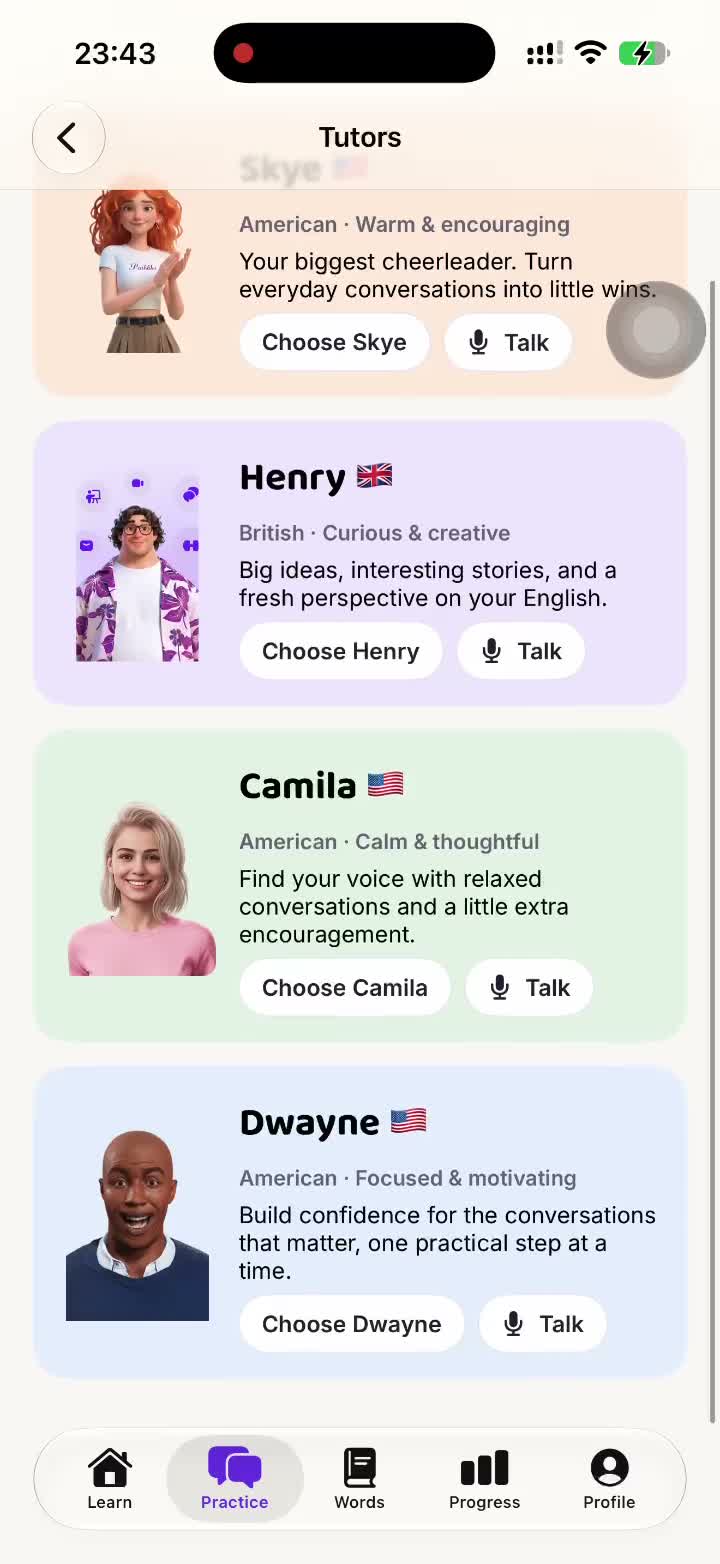 23:43
Tutors
Skye
American · Warm & encouraging
Your biggest cheerleader. Turn
everyday conversations into little wins.
Choose Skye
Talk
Henry
British · Curious & creative
Big ideas, interesting stories, and a
fresh perspective on your English.
Choose Henry
Talk
Camila
American · Calm & thoughtful
Find your voice with relaxed
conversations and a little extra
encouragement.
Choose Camila
Talk
Dwayne
American · Focused & motivating
Build confidence for the conversations
that matter, one practical step at a
time.
Choose Dwayne
Talk
Learn
Practice
Words
Progress
Profile